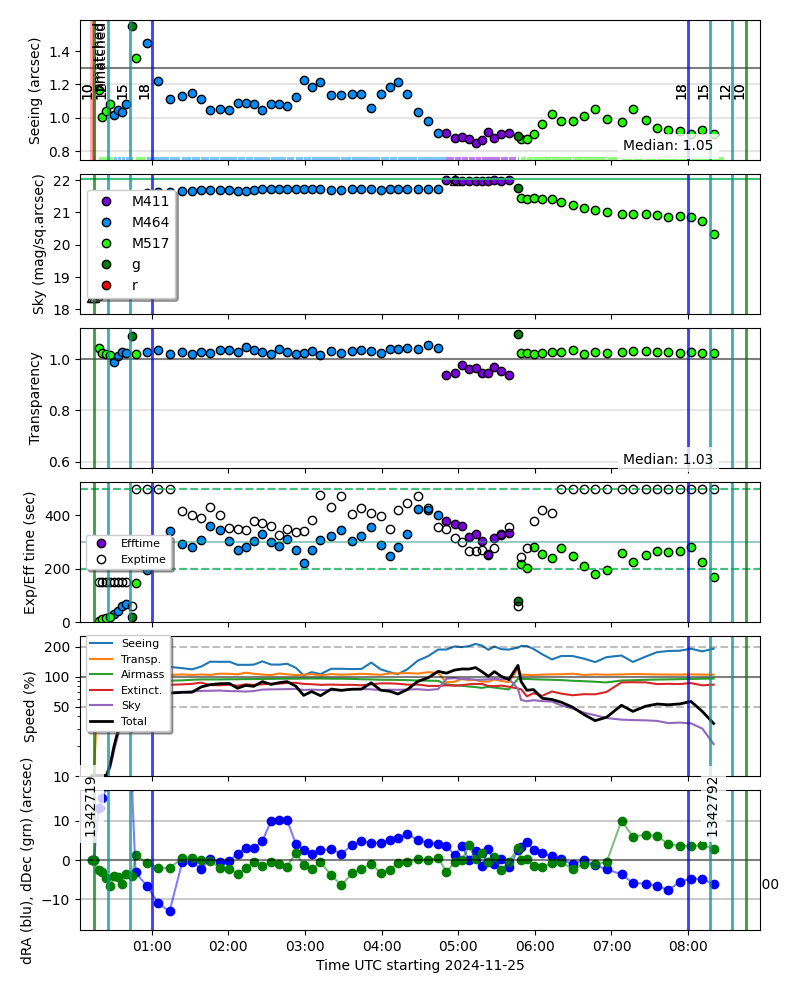 Seeing (arcsec)
1.4
1.2
1.0
0.8
10
15
18
18
15
12
10
Median: 1.05
Sky (mag/sq.arcsec)
22
21
20
19
18
M411
M464
M517
g
r
Transparency
1.0
0.8
0.6
Median: 1.03
Exp/Eff time (sec)
400
200
0
Efftime
Exptime
Speed (%)
200
100
50
10
Seeing
Transp.
Airmass
Extinct.
Sky
Total
dRA (blu), dDec (grn) (arcsec)
10
0
−10
1342719
1342792
00
01:00 02:00 03:00 04:00 05:00 06:00 07:00 08:00
Time UTC starting 2024-11-25